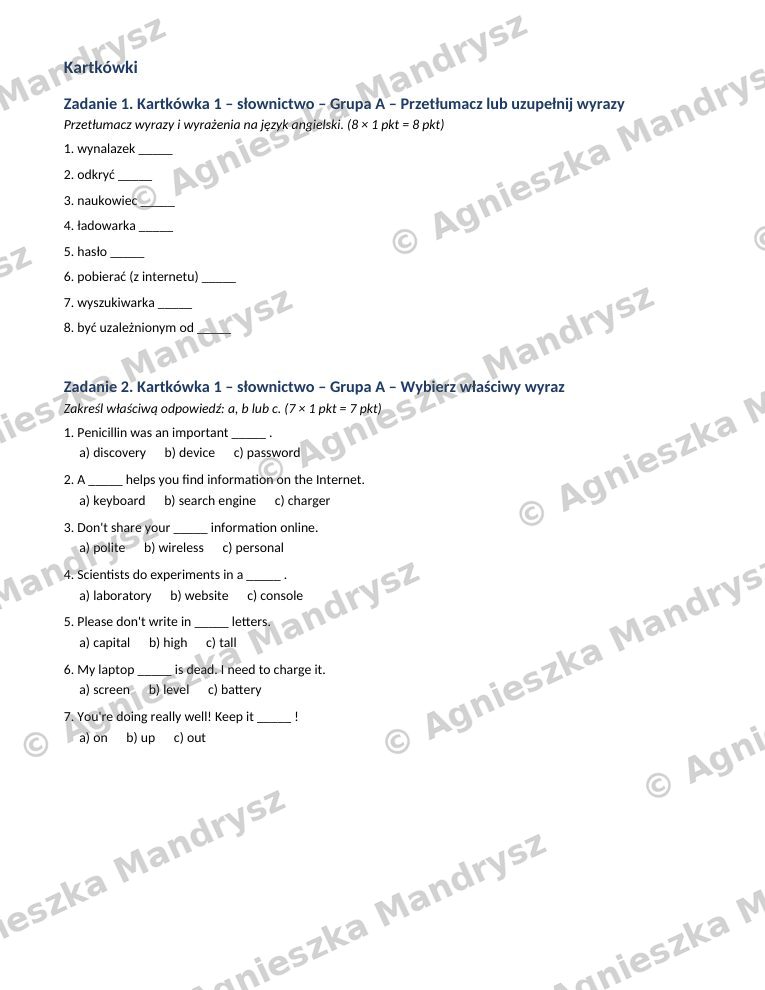 Kartkówki
Zadanie 1. Kartkówka 1 – słownictwo – Grupa A – Przetłumacz lub uzupełnij wyrazy
Przetłumacz wyrazy i wyrażenia na język angielski. (8 × 1 pkt = 8 pkt)
1. wynalazek _____
2. odkryć _____
3. naukowiec _____
4. ładowarka _____
5. hasło _____
6. pobierać (z internetu) _____
7. wyszukiwarka _____
8. być uzależnionym od _____
Zadanie 2. Kartkówka 1 – słownictwo – Grupa A – Wybierz właściwy wyraz
Zakreśl właściwą odpowiedź: a, b lub c. (7 × 1 pkt = 7 pkt)
1. Penicillin was an important _____ .
a) discovery b) device c) password
2. A _____ helps you find information on the Internet.
a) keyboard b) search engine c) charger
3. Don't share your _____ information online.
a) polite b) wireless c) personal
4. Scientists do experiments in a _____ .
a) laboratory b) website c) console
5. Please don't write in _____ letters.
a) capital b) high c) tall
6. My laptop _____ is dead. I need to charge it.
a) screen b) level c) battery
7. You're doing really well! Keep it _____ !
a) on b) up c) out
© Agnieszka Mandrysz